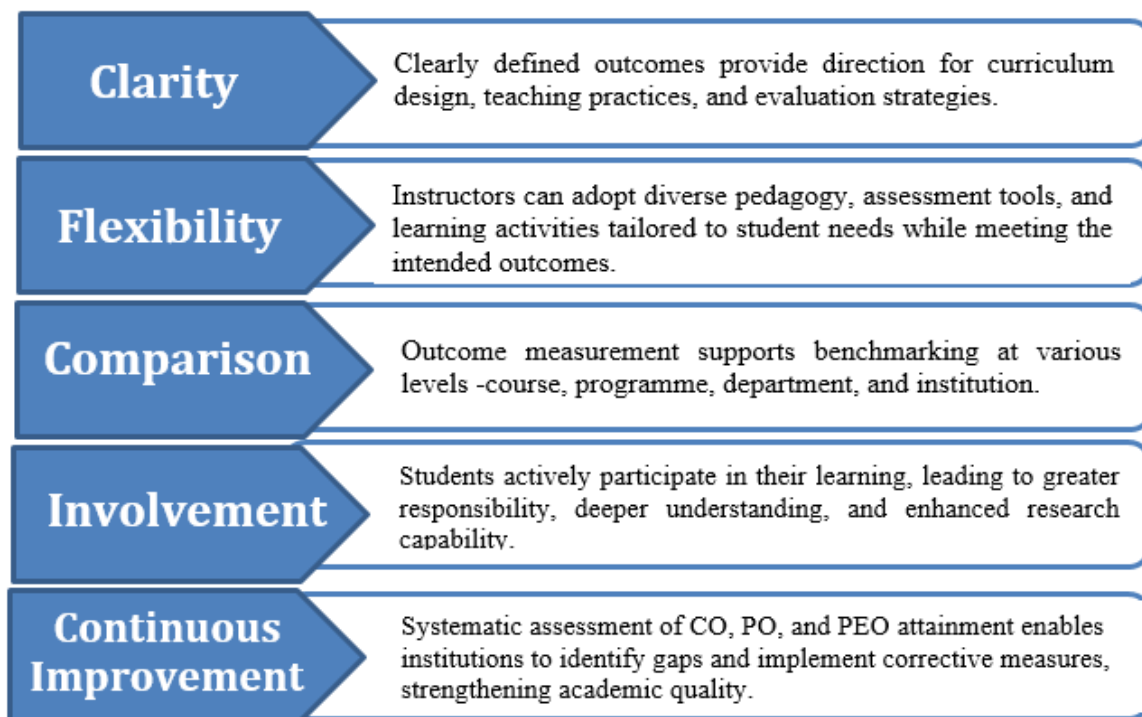 Clarity
Clearly defined outcomes provide direction for curriculum
design, teaching practices, and evaluation strategies.
Flexibility
Instructors can adopt diverse pedagogy, assessment tools, and
learning activities tailored to student needs while meeting the
intended outcomes.
Comparison
Outcome measurement supports benchmarking at various
levels -course, programme, department, and institution.
Involvement
Students actively participate in their learning, leading to greater
responsibility, deeper understanding, and enhanced research
capability.
Continuous
Improvement
Systematic assessment of CO, PO, and PEO attainment enables
institutions to identify gaps and implement corrective measures,
strengthening academic quality.